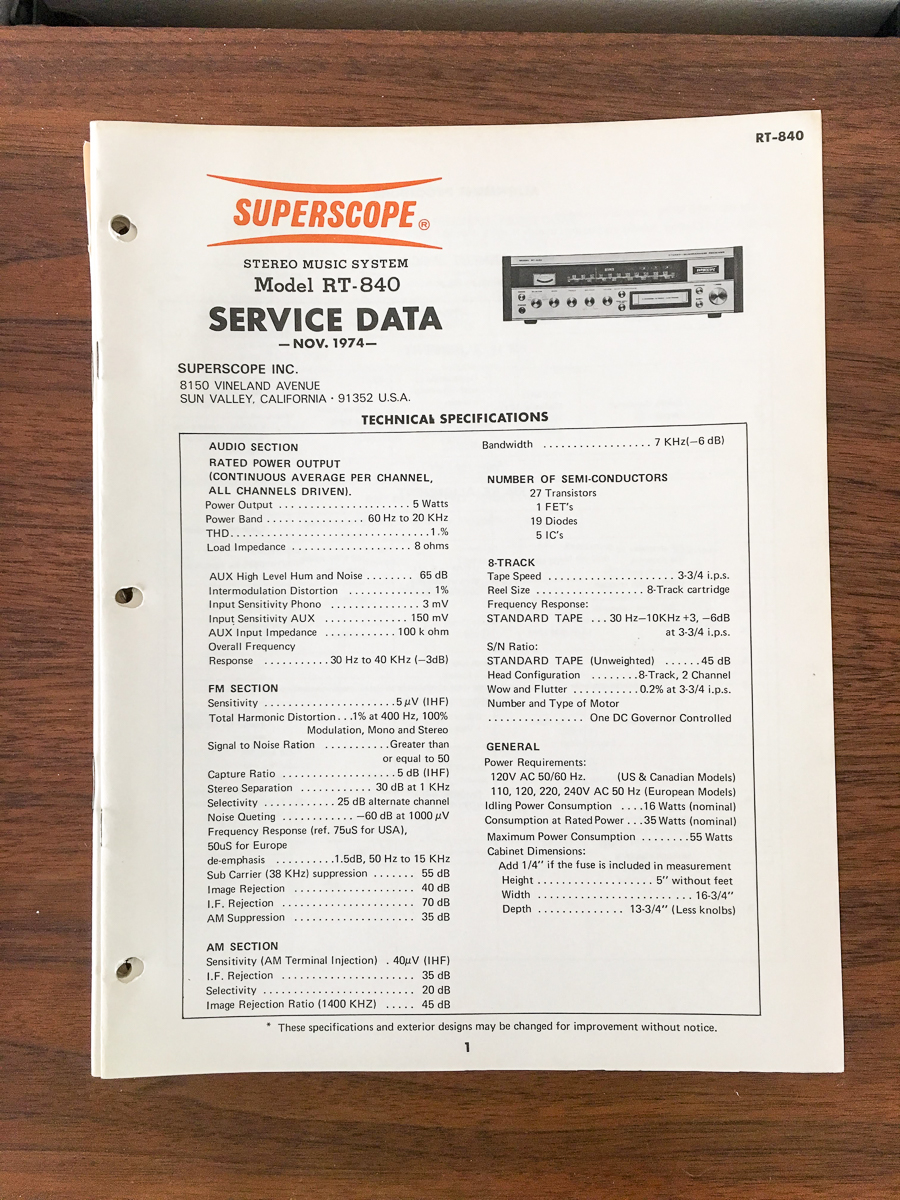 RT-840
SUPERSCOPE®
STEREO MUSIC SYSTEM
Model RT-840
SERVICE DATA
—NOV. 1974—
SUPERSCOPE INC.
8150 VINELAND AVENUE
SUN VALLEY, CALIFORNIA · 91352 U.S.A.
TECHNICAL SPECIFICATIONS
AUDIO SECTION
RATED POWER OUTPUT
(CONTINUOUS AVERAGE PER CHANNEL,
ALL CHANNELS DRIVEN).
Power Output . . . . . . . . . . . . . . . . . . . . . . 5 Watts
Power Band . . . . . . . . . . . . . . . . 60 Hz to 20 KHz
THD. . . . . . . . . . . . . . . . . . . . . . . . . . . . . . . . 1.%
Load Impedance . . . . . . . . . . . . . . . . . . . . 8 ohms
AUX High Level Hum and Noise . . . . . . . . 65 dB
Intermodulation Distortion . . . . . . . . . . . . . . 1%
Input Sensitivity Phono . . . . . . . . . . . . . . . 3 mV
Input Sensitivity AUX . . . . . . . . . . . . . . 150 mV
AUX Input Impedance . . . . . . . . . . . . 100 k ohm
Overall Frequency
Response . . . . . . . . . . . 30 Hz to 40 KHz (−3dB)
FM SECTION
Sensitivity . . . . . . . . . . . . . . . . . . . . . . 5 μV (IHF)
Total Harmonic Distortion . . .1% at 400 Hz, 100%
Modulation, Mono and Stereo
Signal to Noise Ration . . . . . . . . . . . Greater than
or equal to 50
Capture Ratio . . . . . . . . . . . . . . . . . . . 5 dB (IHF)
Stereo Separation . . . . . . . . . . . . 30 dB at 1 KHz
Selectivity . . . . . . . . . . . . 25 dB alternate channel
Noise Queting . . . . . . . . . . . −60 dB at 1000 μV
Frequency Response (ref. 75uS for USA),
50uS for Europe
de-emphasis . . . . . . . . . .1.5dB, 50 Hz to 15 KHz
Sub Carrier (38 KHz) suppression . . . . . . . 55 dB
Image Rejection . . . . . . . . . . . . . . . . . . . . 40 dB
I.F. Rejection . . . . . . . . . . . . . . . . . . . . . . 70 dB
AM Suppression . . . . . . . . . . . . . . . . . . . . 35 dB
AM SECTION
Sensitivity (AM Terminal Injection) . 40μV (IHF)
I.F. Rejection . . . . . . . . . . . . . . . . . . . . . . 35 dB
Selectivity . . . . . . . . . . . . . . . . . . . . . . . . . 20 dB
Image Rejection Ratio (1400 KHZ) . . . . . 45 dB
Bandwidth . . . . . . . . . . . . . . . . . . 7 KHz(−6 dB)
NUMBER OF SEMI-CONDUCTORS
27 Transistors
1 FET's
19 Diodes
5 IC's
8-TRACK
Tape Speed . . . . . . . . . . . . . . . . . . . . . 3-3/4 i.p.s.
Reel Size . . . . . . . . . . . . . . . . . . 8-Track cartridge
Frequency Response:
STANDARD TAPE . . . 30 Hz−10KHz +3, −6dB
at 3-3/4 i.p.s.
S/N Ratio:
STANDARD TAPE (Unweighted) . . . . . . 45 dB
Head Configuration . . . . . . . . 8-Track, 2 Channel
Wow and Flutter . . . . . . . . . . . 0.2% at 3-3/4 i.p.s.
Number and Type of Motor
. . . . . . . . . . . . . . . . One DC Governor Controlled
GENERAL
Power Requirements:
120V AC 50/60 Hz. (US & Canadian Models)
110, 120, 220, 240V AC 50 Hz (European Models)
Idling Power Consumption . . . . 16 Watts (nominal)
Consumption at Rated Power . . . 35 Watts (nominal)
Maximum Power Consumption . . . . . . . . 55 Watts
Cabinet Dimensions:
Add 1/4" if the fuse is included in measurement
Height . . . . . . . . . . . . . . . . . . . 5" without feet
Width . . . . . . . . . . . . . . . . . . . . . . . . . . 16-3/4"
Depth . . . . . . . . . . . . . . 13-3/4" (Less knolbs)
* These specifications and exterior designs may be changed for improvement without notice.
1